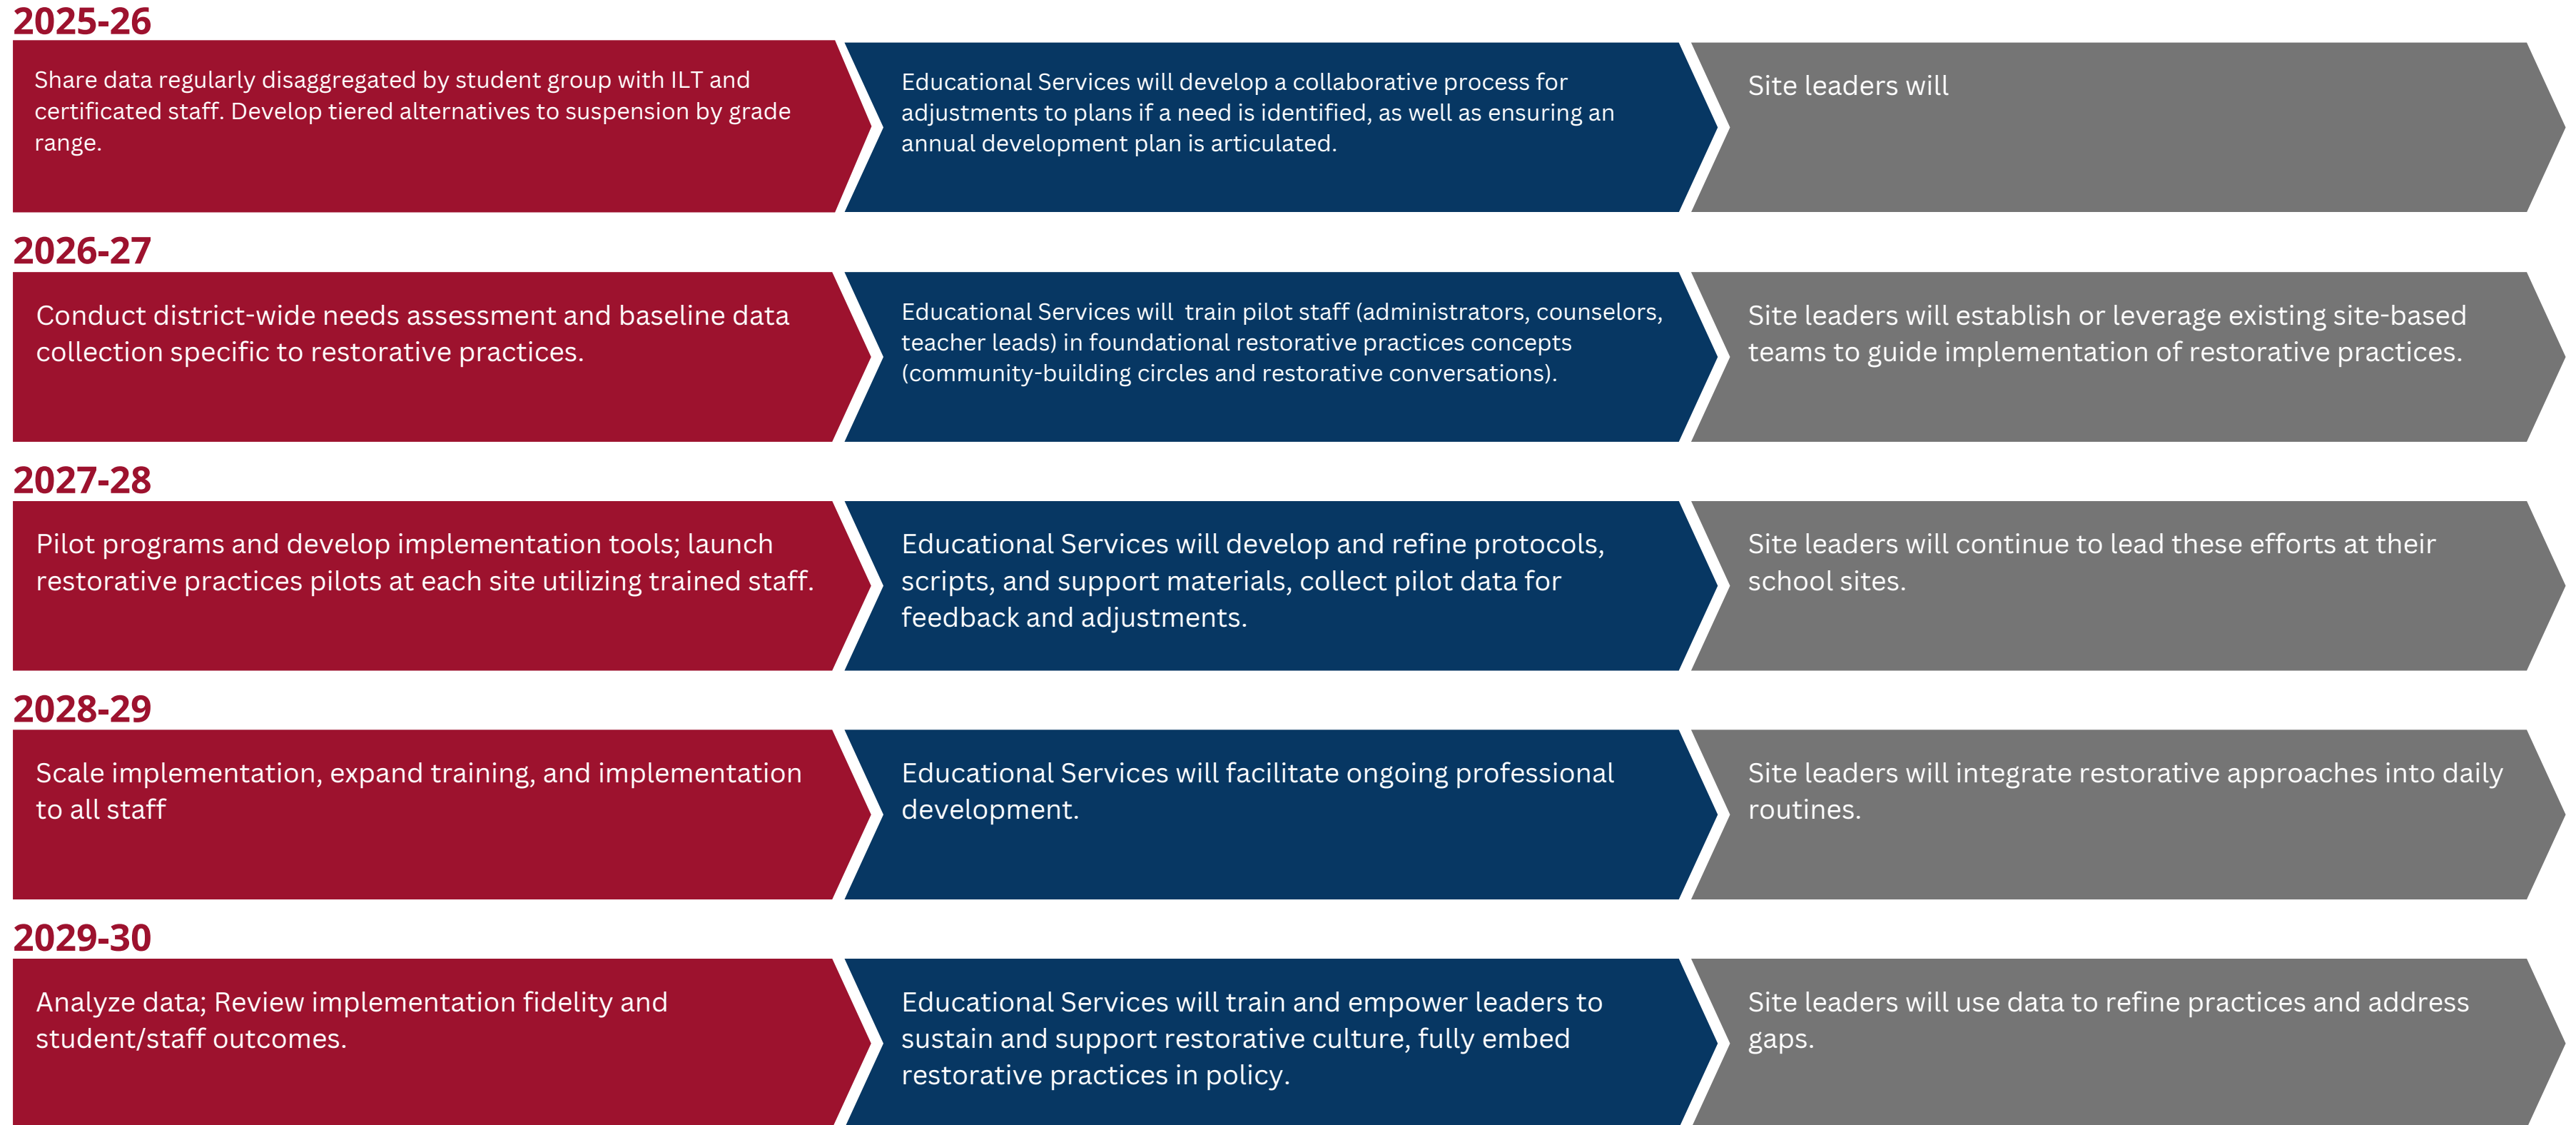 2025-26
Share data regularly disaggregated by student group with ILT and
certificated staff. Develop tiered alternatives to suspension by grade
range.
Educational Services will develop a collaborative process for
adjustments to plans if a need is identified, as well as ensuring an
annual development plan is articulated.
Site leaders will
2026-27
Conduct district-wide needs assessment and baseline data
collection specific to restorative practices.
Educational Services will  train pilot staff (administrators, counselors,
teacher leads) in foundational restorative practices concepts
(community-building circles and restorative conversations).
Site leaders will establish or leverage existing site-based
teams to guide implementation of restorative practices.
2027-28
Pilot programs and develop implementation tools; launch
restorative practices pilots at each site utilizing trained staff.
Educational Services will develop and refine protocols,
scripts, and support materials, collect pilot data for
feedback and adjustments.
Site leaders will continue to lead these efforts at their
school sites.
2028-29
Scale implementation, expand training, and implementation
to all staff
Educational Services will facilitate ongoing professional
development.
Site leaders will integrate restorative approaches into daily
routines.
2029-30
Analyze data; Review implementation fidelity and
student/staff outcomes.
Educational Services will train and empower leaders to
sustain and support restorative culture, fully embed
restorative practices in policy.
Site leaders will use data to refine practices and address
gaps.